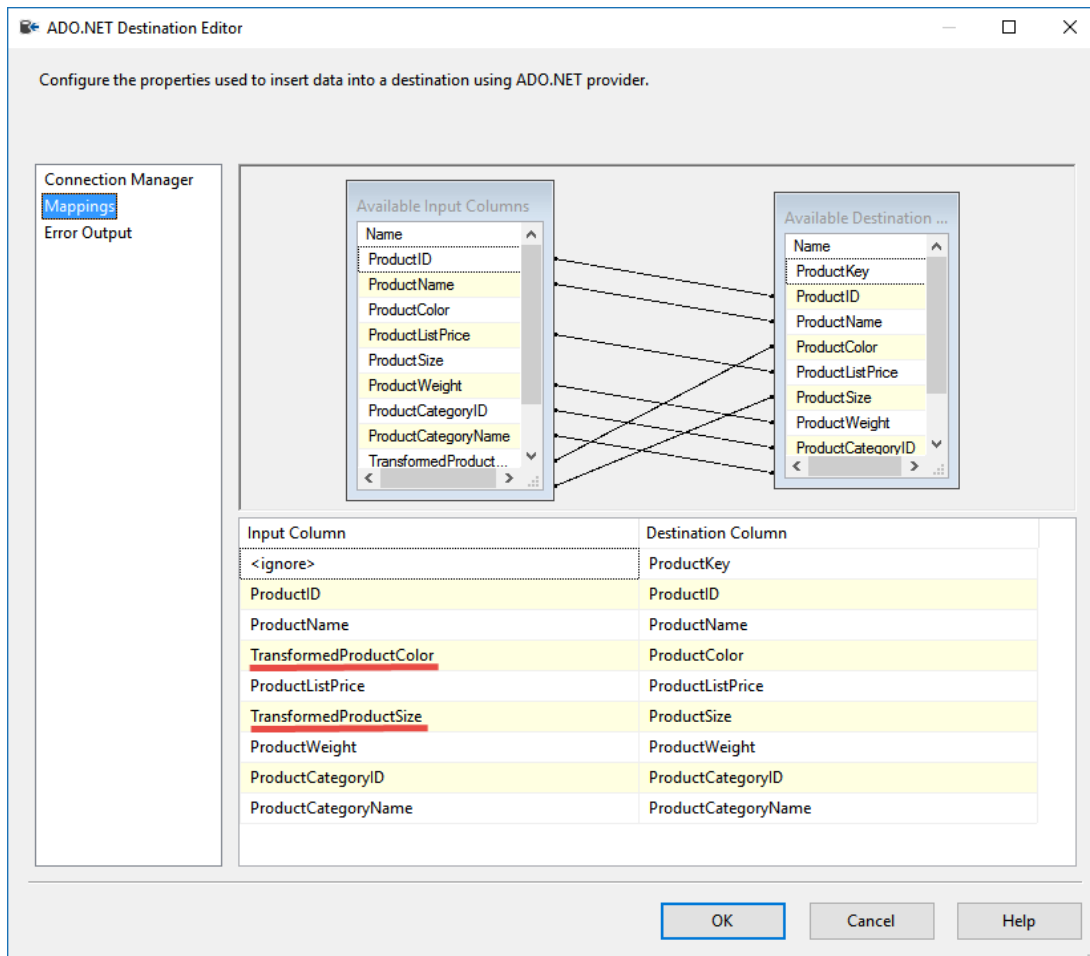 ADO.NET Destination Editor
Configure the properties used to insert data into a destination using ADO.NET provider.
Connection Manager
Mappings
Error Output
Available Input Columns
Name
ProductID
ProductName
ProductColor
ProductListPrice
ProductSize
ProductWeight
ProductCategoryID
ProductCategoryName
TransformedProduct...
Available Destination ...
Name
ProductKey
ProductID
ProductName
ProductColor
ProductListPrice
ProductSize
ProductWeight
ProductCategoryID
Input Column Destination Column
<ignore> ProductKey
ProductID ProductID
ProductName ProductName
TransformedProductColor ProductColor
ProductListPrice ProductListPrice
TransformedProductSize ProductSize
ProductWeight ProductWeight
ProductCategoryID ProductCategoryID
ProductCategoryName ProductCategoryName
OK Cancel Help